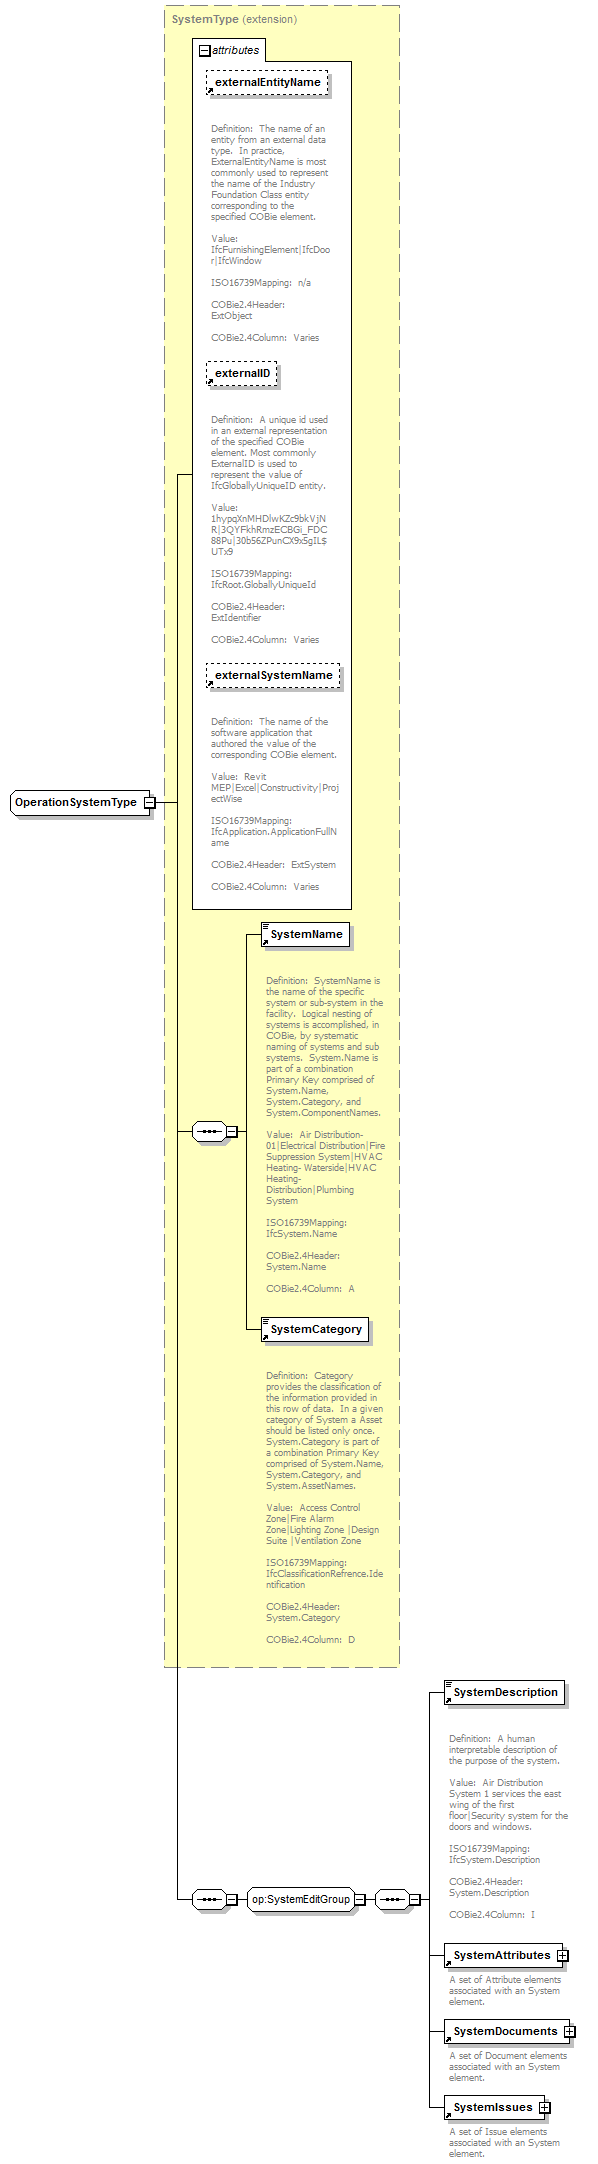 SystemType (extension)
attributes
externalEntityName
Definition:  The name of an
entity from an external data
type.  In practice,
ExternalEntityName is most
commonly used to represent
the name of the Industry
Foundation Class entity
corresponding to the
specified COBie element.
Value:
IfcFurnishingElement|IfcDoo
r|IfcWindow
ISO16739Mapping:  n/a
COBie2.4Header:
ExtObject
COBie2.4Column:  Varies
externalID
Definition:  A unique id used
in an external representation
of the specified COBie
element. Most commonly
ExternalID is used to
represent the value of
IfcGloballyUniqueID entity.
Value:
1hypqXnMHDlwKZc9bkVjN
R|3QYFkhRmzECBGi_FDC
88Pu|30b56ZPunCX9x5gIL$
UTx9
ISO16739Mapping:
IfcRoot.GloballyUniqueId
COBie2.4Header:
ExtIdentifier
COBie2.4Column:  Varies
externalSystemName
Definition:  The name of the
software application that
authored the value of the
corresponding COBie element.
Value:  Revit
MEP|Excel|Constructivity|Proj
ectWise
ISO16739Mapping:
IfcApplication.ApplicationFullN
ame
COBie2.4Header:  ExtSystem
COBie2.4Column:  Varies
OperationSystemType
SystemName
Definition:  SystemName is
the name of the specific
system or sub-system in the
facility.  Logical nesting of
systems is accomplished, in
COBie, by systematic
naming of systems and sub
systems.  System.Name is
part of a combination
Primary Key comprised of
System.Name,
System.Category, and
System.ComponentNames.
Value:  Air Distribution-
01|Electrical Distribution|Fire
Suppression System|HVAC
Heating- Waterside|HVAC
Heating-
Distribution|Plumbing
System
ISO16739Mapping:
IfcSystem.Name
COBie2.4Header:
System.Name
COBie2.4Column:  A
SystemCategory
Definition:  Category
provides the classification of
the information provided in
this row of data.  In a given
category of System a Asset
should be listed only once.
System.Category is part of
a combination Primary Key
comprised of System.Name,
System.Category, and
System.AssetNames.
Value:  Access Control
Zone|Fire Alarm
Zone|Lighting Zone |Design
Suite |Ventilation Zone
ISO16739Mapping:
IfcClassificationRefrence.Ide
ntification
COBie2.4Header:
System.Category
COBie2.4Column:  D
SystemDescription
Definition:  A human
interpretable description of
the purpose of the system.
Value:  Air Distribution
System 1 services the east
wing of the first
floor|Security system for the
doors and windows.
ISO16739Mapping:
IfcSystem.Description
COBie2.4Header:
System.Description
COBie2.4Column:  I
op:SystemEditGroup
SystemAttributes
A set of Attribute elements
associated with an System
element.
SystemDocuments
A set of Document elements
associated with an System
element.
SystemIssues
A set of Issue elements
associated with an System
element.